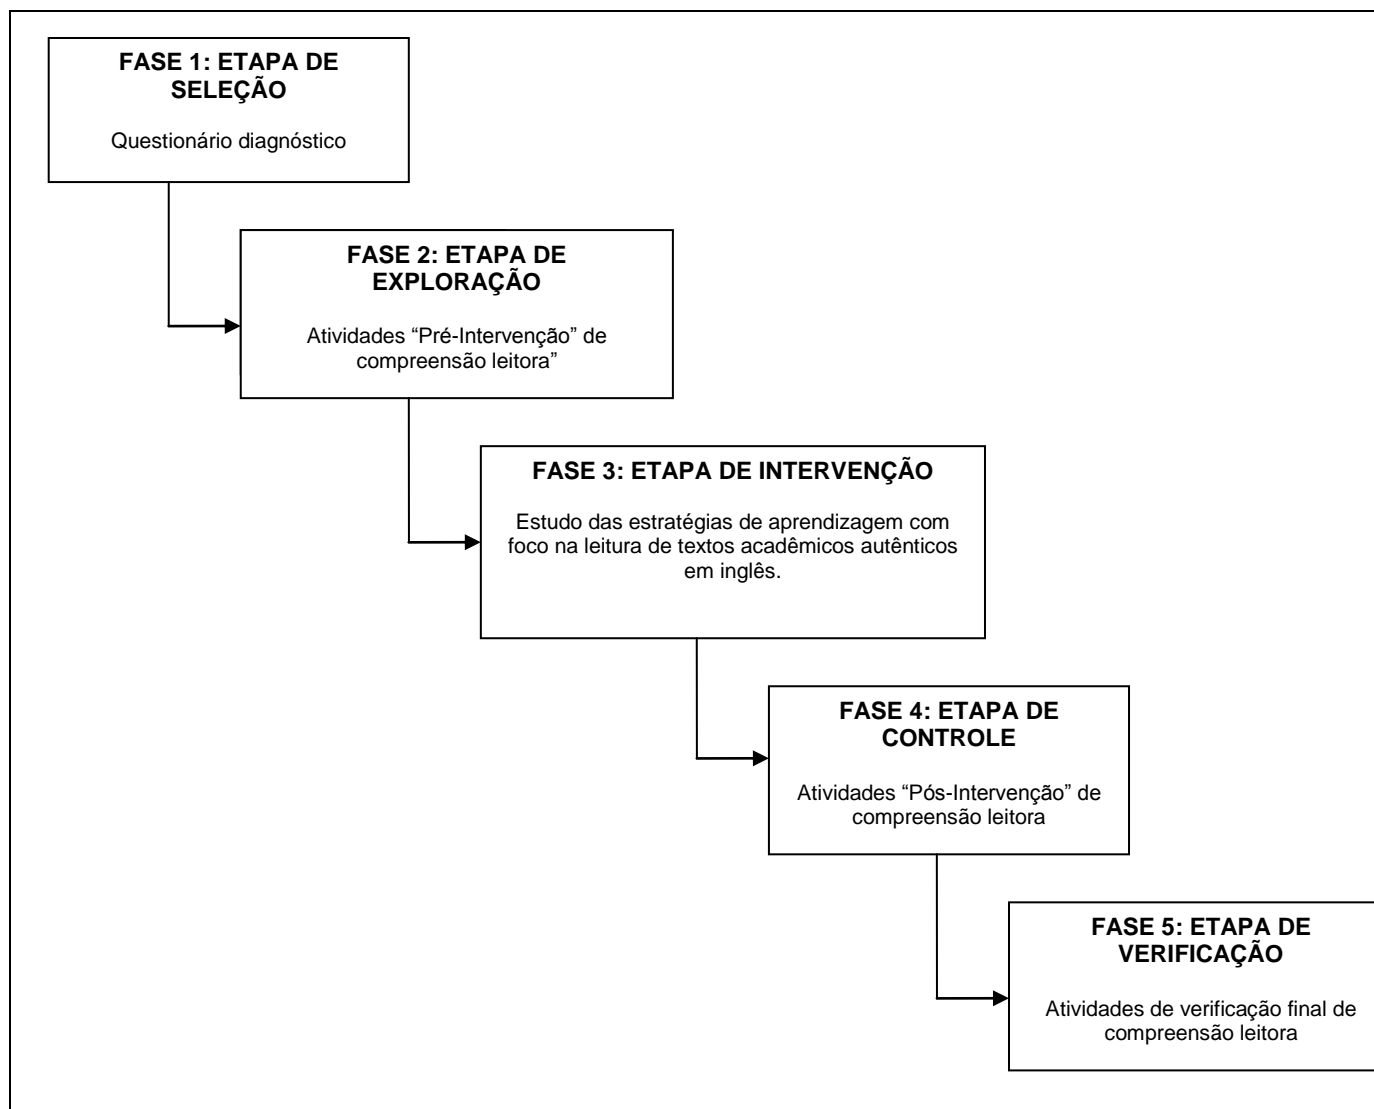 FASE 1: ETAPA DE
SELEÇÃO
Questionário diagnóstico
FASE 2: ETAPA DE
EXPLORAÇÃO
Atividades “Pré-Intervenção” de
compreensão leitora”
FASE 3: ETAPA DE INTERVENÇÃO
Estudo das estratégias de aprendizagem com
foco na leitura de textos acadêmicos autênticos
em inglês.
FASE 4: ETAPA DE
CONTROLE
Atividades “Pós-Intervenção” de
compreensão leitora
FASE 5: ETAPA DE
VERIFICAÇÃO
Atividades de verificação final de
compreensão leitora